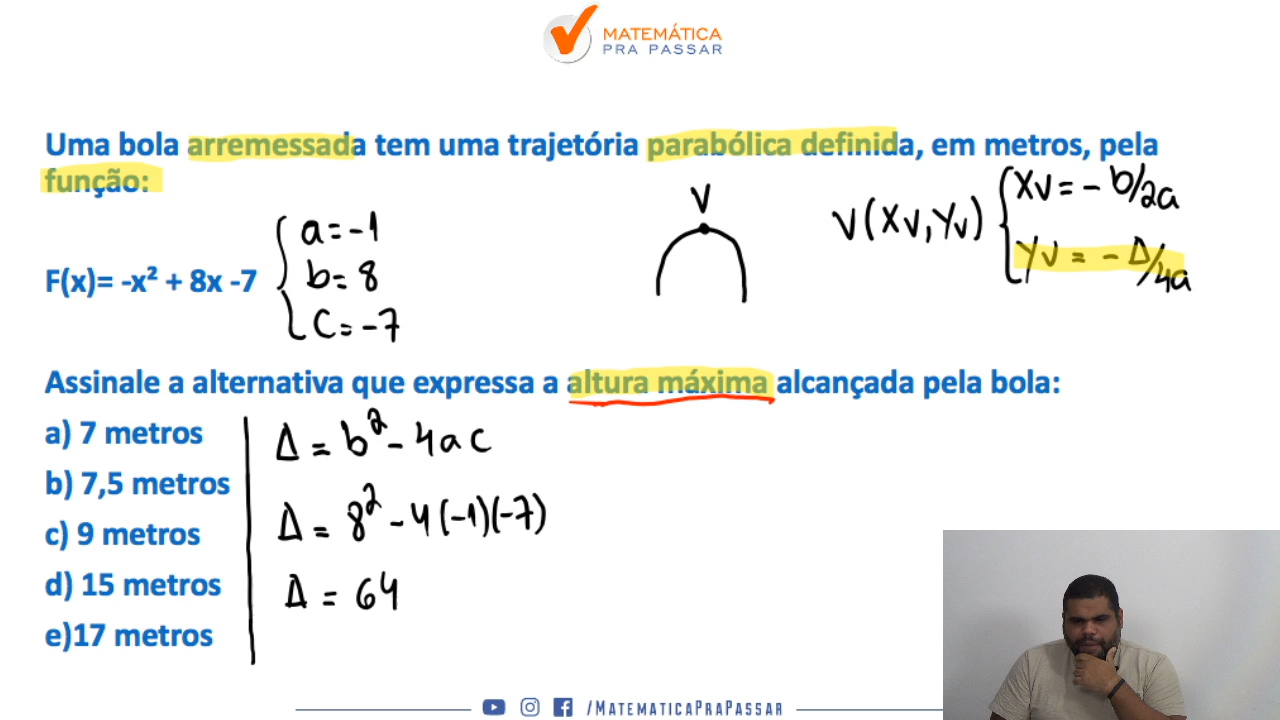 MATEMÁTICA
PRA PASSAR
Uma bola arremessada tem uma trajetória parabólica definida, em metros, pela
função:
F(x)= -x² + 8x -7
a = -1
b = 8
c = -7
V
V(Xv, Yv)
Xv = - b/2a
Yv = - Δ/4a
Assinale a alternativa que expressa a altura máxima alcançada pela bola:
a) 7 metros
b) 7,5 metros
c) 9 metros
d) 15 metros
e)17 metros
Δ = b² - 4ac
Δ = 8² - 4(-1)(-7)
Δ = 64
/MatematicaPraPassar